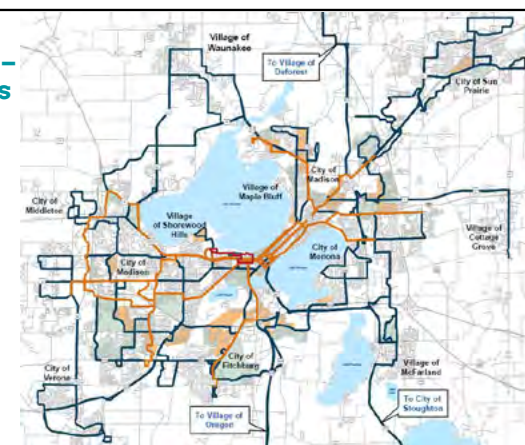 –
s
Village of
Waunakee
To Village of
Deforest
City of Sun
Prairie
City of
Madison
Village of
Maple Bluff
City of
Middleton
Village
of Shorewood
Hills
Village of
Cottage
Grove
City of
Monona
City of
Madison
City of
Fitchburg
Village of
McFarland
City of
Verona
To City of
Stoughton
To Village of
Oregon